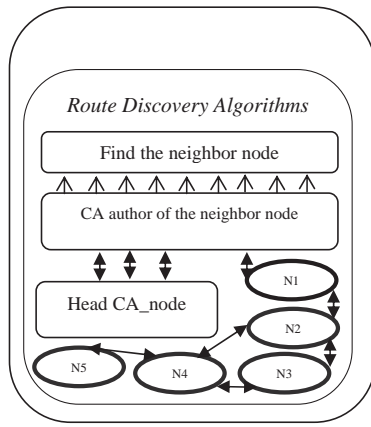 Route Discovery Algorithms
Find the neighbor node
CA author of the neighbor node
Head CA_node
N1
N2
N5
N4
N3